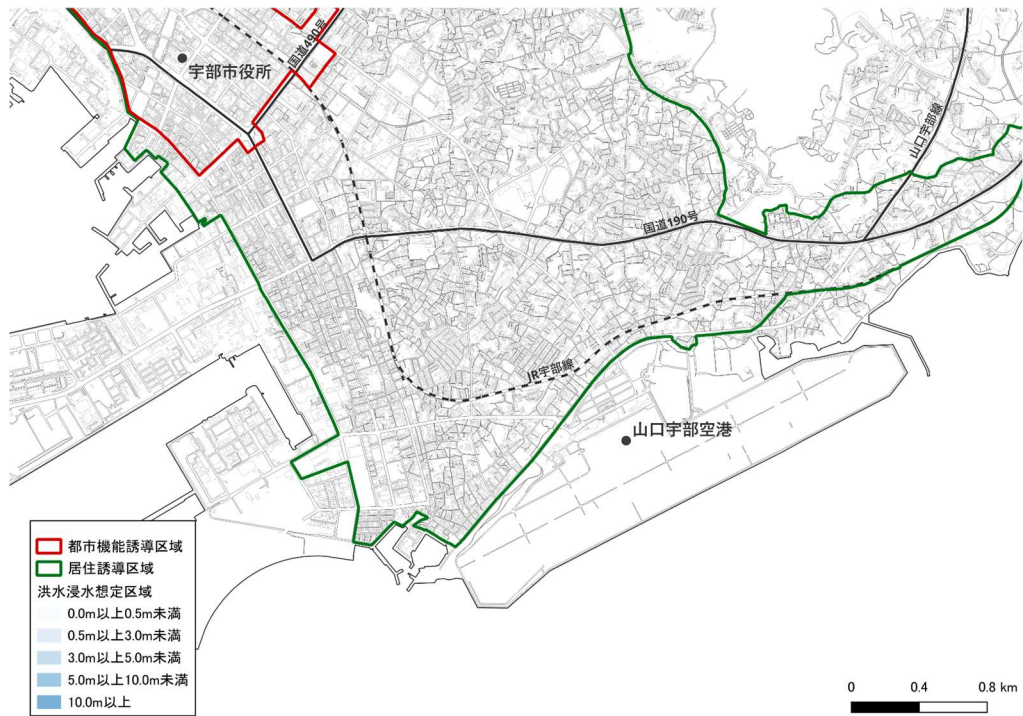 国道490号
宇部市役所
山口宇部線
国道190号
JR宇部線
山口宇部空港
都市機能誘導区域
居住誘導区域
洪水浸水想定区域
0.0m以上0.5m未満
0.5m以上3.0m未満
3.0m以上5.0m未満
5.0m以上10.0m未満
10.0m以上
0 0.4 0.8 km